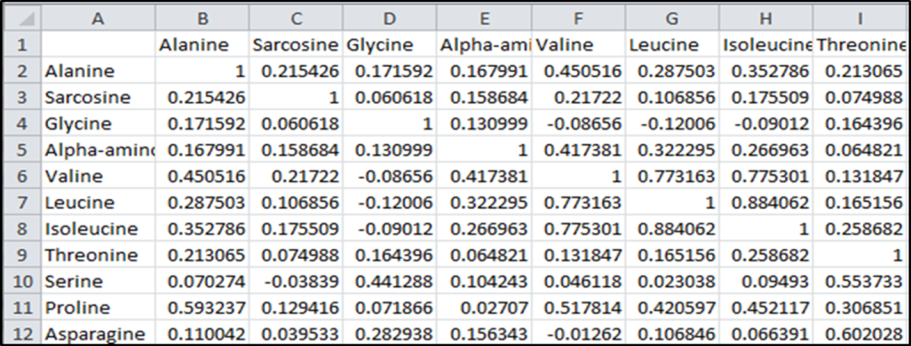 A B C D E F G H I
1 Alanine Sarcosine Glycine Alpha-ami Valine Leucine Isoleucine Threonine
2 Alanine 1 0.215426 0.171592 0.167991 0.450516 0.287503 0.352786 0.213065
3 Sarcosine 0.215426 1 0.060618 0.158684 0.21722 0.106856 0.175509 0.074988
4 Glycine 0.171592 0.060618 1 0.130999 -0.08656 -0.12006 -0.09012 0.164396
5 Alpha-amino 0.167991 0.158684 0.130999 1 0.417381 0.322295 0.266963 0.064821
6 Valine 0.450516 0.21722 -0.08656 0.417381 1 0.773163 0.775301 0.131847
7 Leucine 0.287503 0.106856 -0.12006 0.322295 0.773163 1 0.884062 0.165156
8 Isoleucine 0.352786 0.175509 -0.09012 0.266963 0.775301 0.884062 1 0.258682
9 Threonine 0.213065 0.074988 0.164396 0.064821 0.131847 0.165156 0.258682 1
10 Serine 0.070274 -0.03839 0.441288 0.104243 0.046118 0.023038 0.09493 0.553733
11 Proline 0.593237 0.129416 0.071866 0.02707 0.517814 0.420597 0.452117 0.306851
12 Asparagine 0.110042 0.039533 0.282938 0.156343 -0.01262 0.106846 0.066391 0.602028